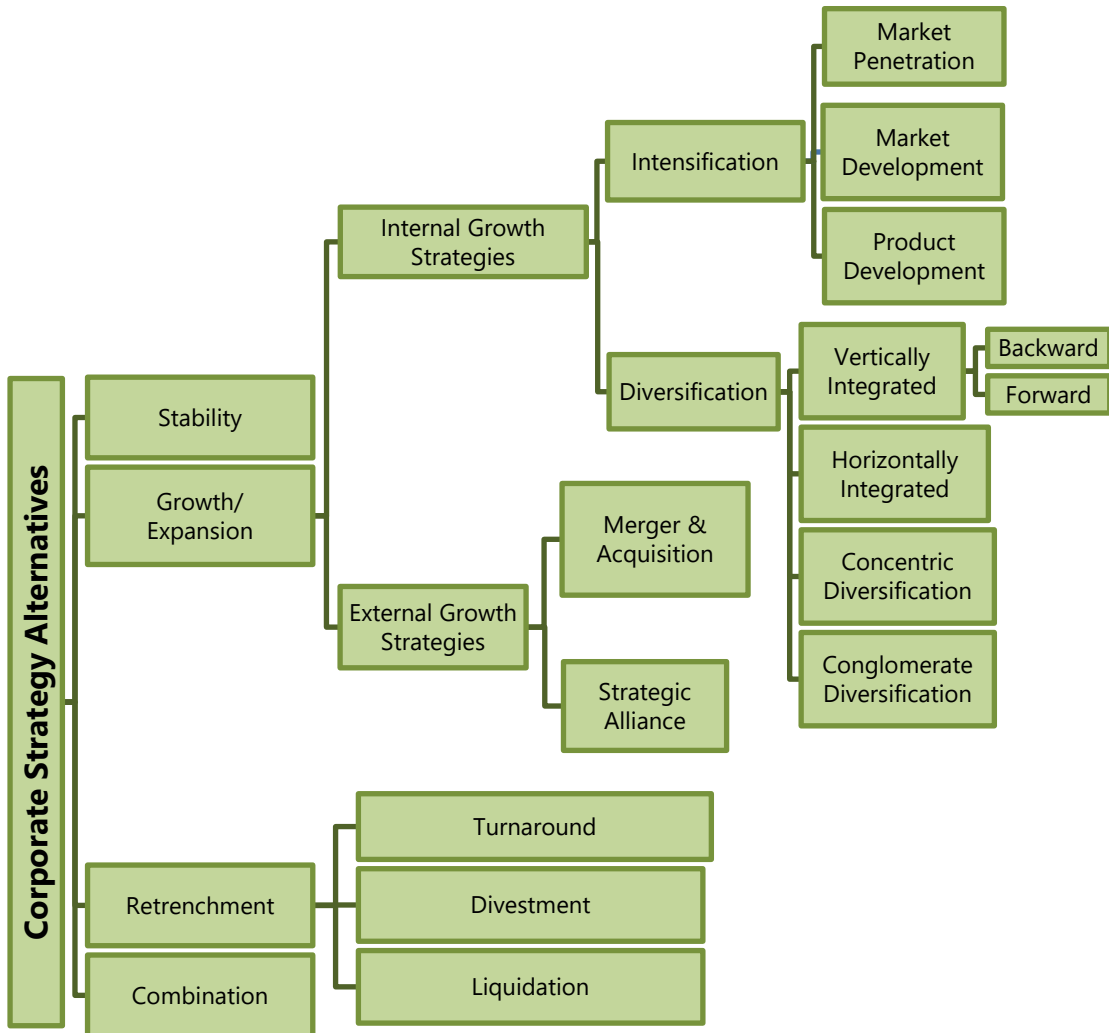 Corporate Strategy Alternatives
Stability
Growth/
Expansion
Internal Growth
Strategies
Intensification
Market
Penetration
Market
Development
Product
Development
Diversification
Vertically
Integrated
Backward
Forward
Horizontally
Integrated
Concentric
Diversification
Conglomerate
Diversification
External Growth
Strategies
Merger &
Acquisition
Strategic
Alliance
Retrenchment
Turnaround
Divestment
Liquidation
Combination